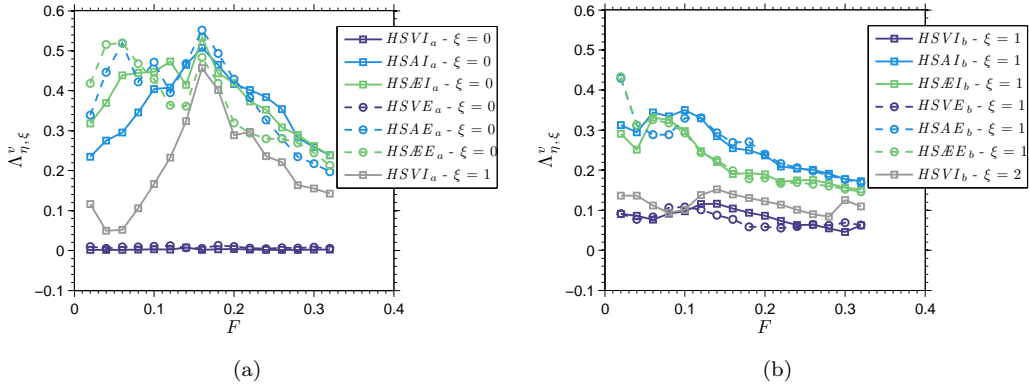 0.6
0.5
0.4
0.3
0.2
0.1
0
−0.1
0 0.1 0.2 0.3 0.4
Λ^v_{η,ξ}
F
HSVI_a - ξ = 0
HSAI_a - ξ = 0
HSÆI_a - ξ = 0
HSVE_a - ξ = 0
HSAE_a - ξ = 0
HSÆE_a - ξ = 0
HSVI_a - ξ = 1
(a)
0.6
0.5
0.4
0.3
0.2
0.1
0
−0.1
0 0.1 0.2 0.3 0.4
Λ^v_{η,ξ}
F
HSVI_b - ξ = 1
HSAI_b - ξ = 1
HSÆI_b - ξ = 1
HSVE_b - ξ = 1
HSAE_b - ξ = 1
HSÆE_b - ξ = 1
HSVI_b - ξ = 2
(b)